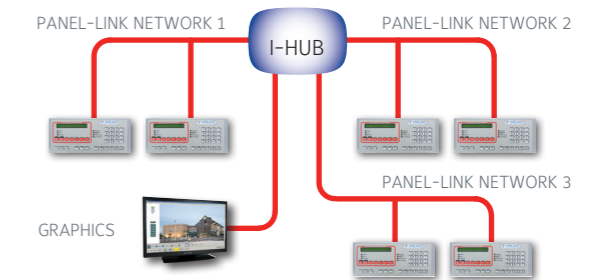 PANEL-LINK NETWORK 1
I-HUB
PANEL-LINK NETWORK 2
PANEL-LINK NETWORK 3
GRAPHICS